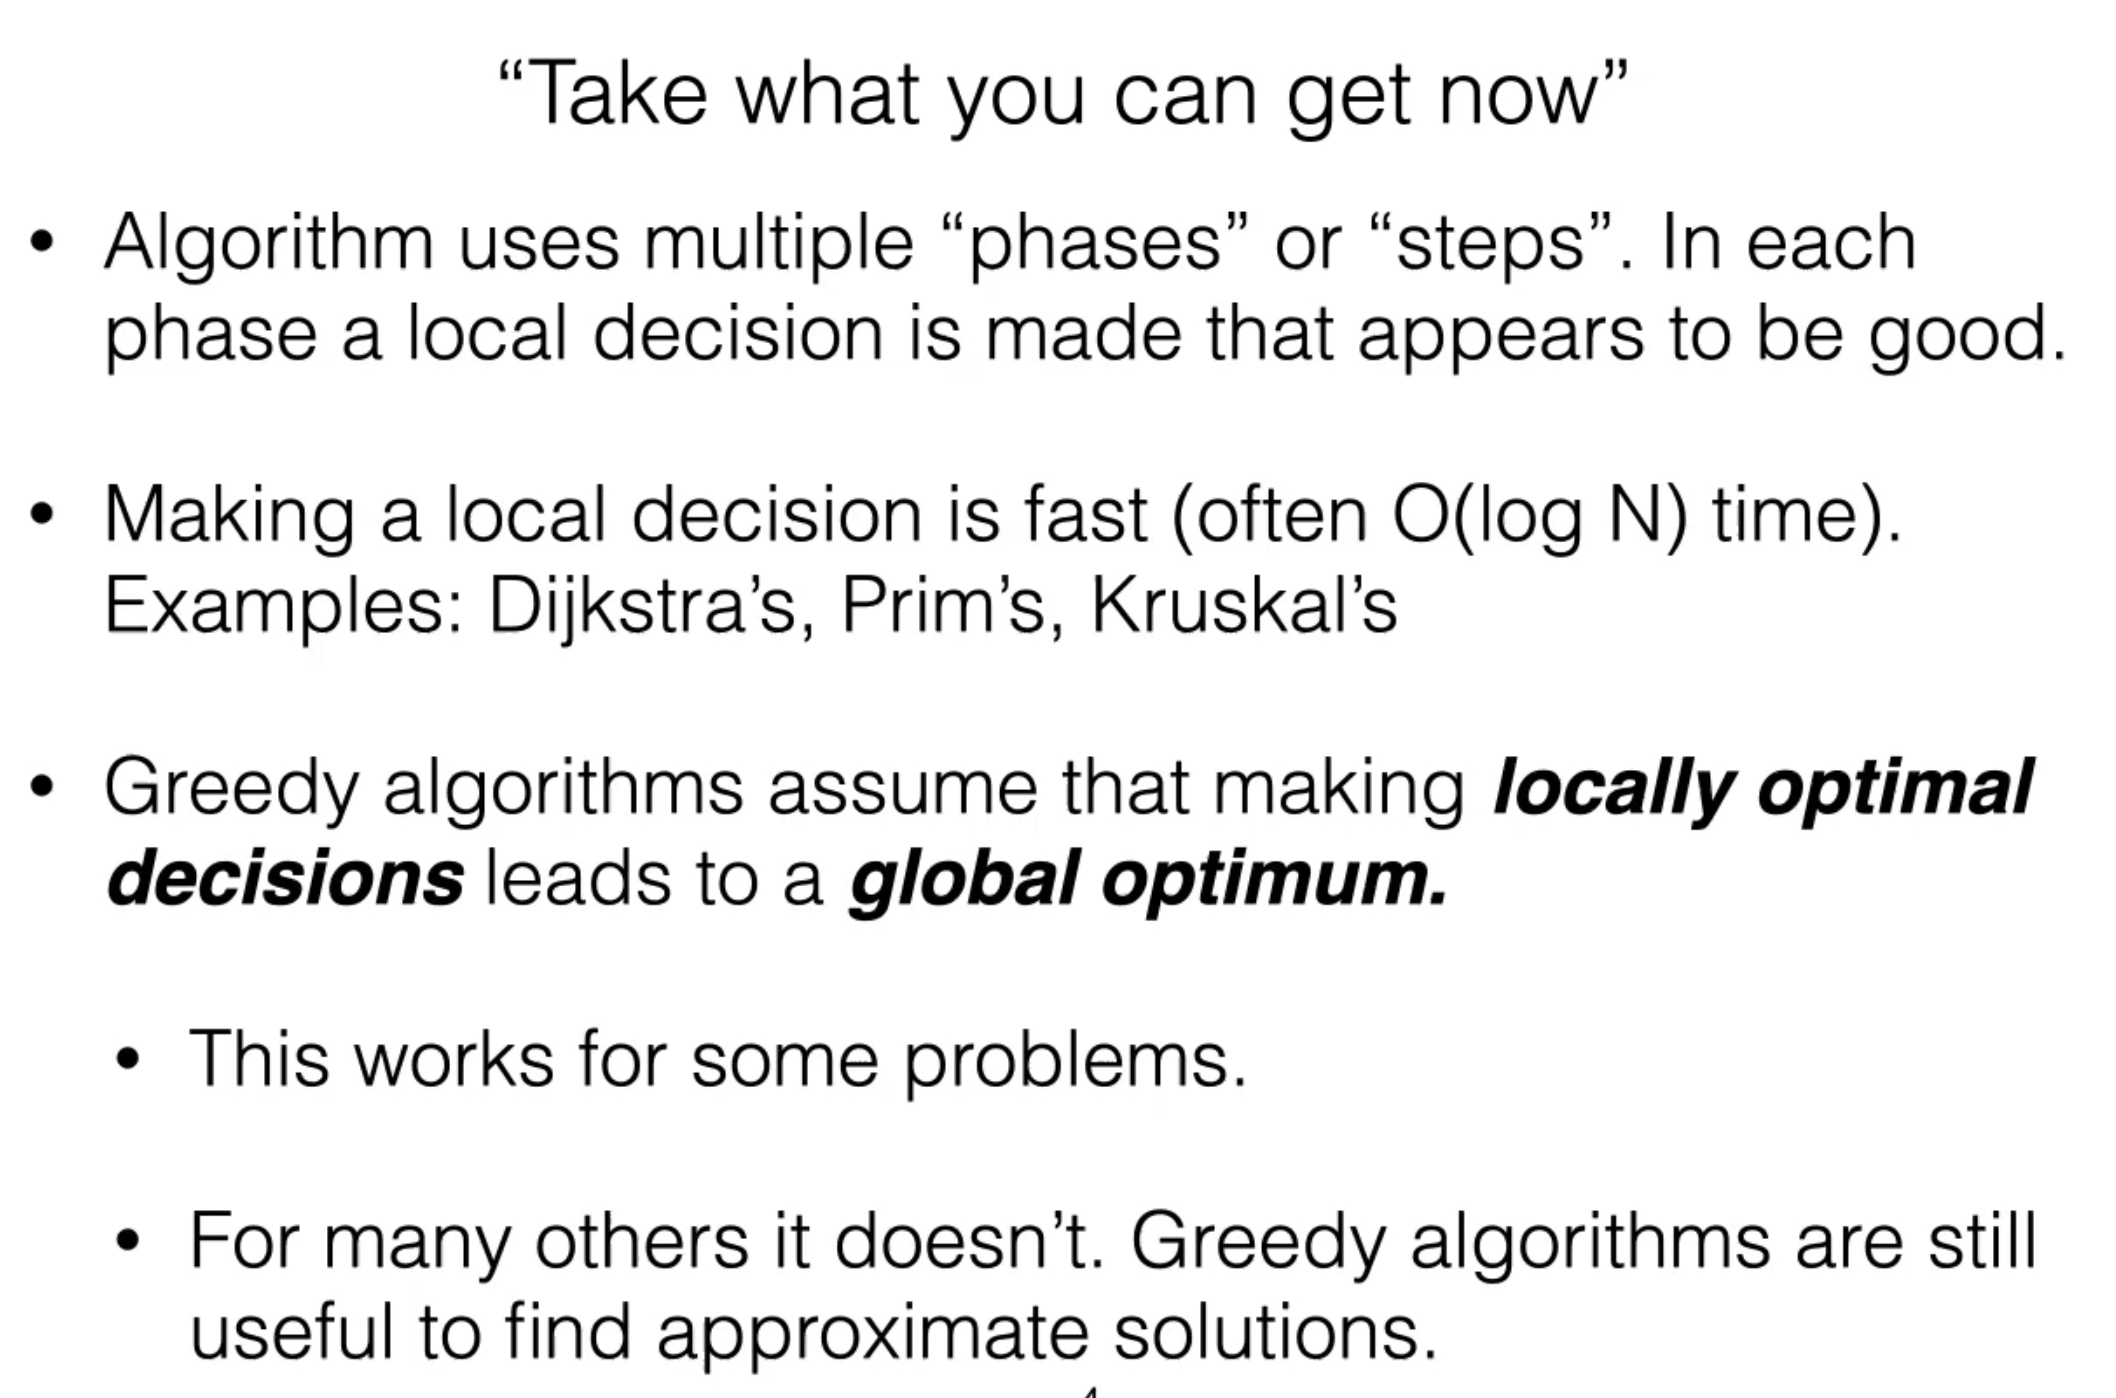 “Take what you can get now”
• Algorithm uses multiple “phases” or “steps”. In each
phase a local decision is made that appears to be good.
• Making a local decision is fast (often O(log N) time).
Examples: Dijkstra’s, Prim’s, Kruskal’s
• Greedy algorithms assume that making locally optimal
decisions leads to a global optimum.
• This works for some problems.
• For many others it doesn’t. Greedy algorithms are still
useful to find approximate solutions.